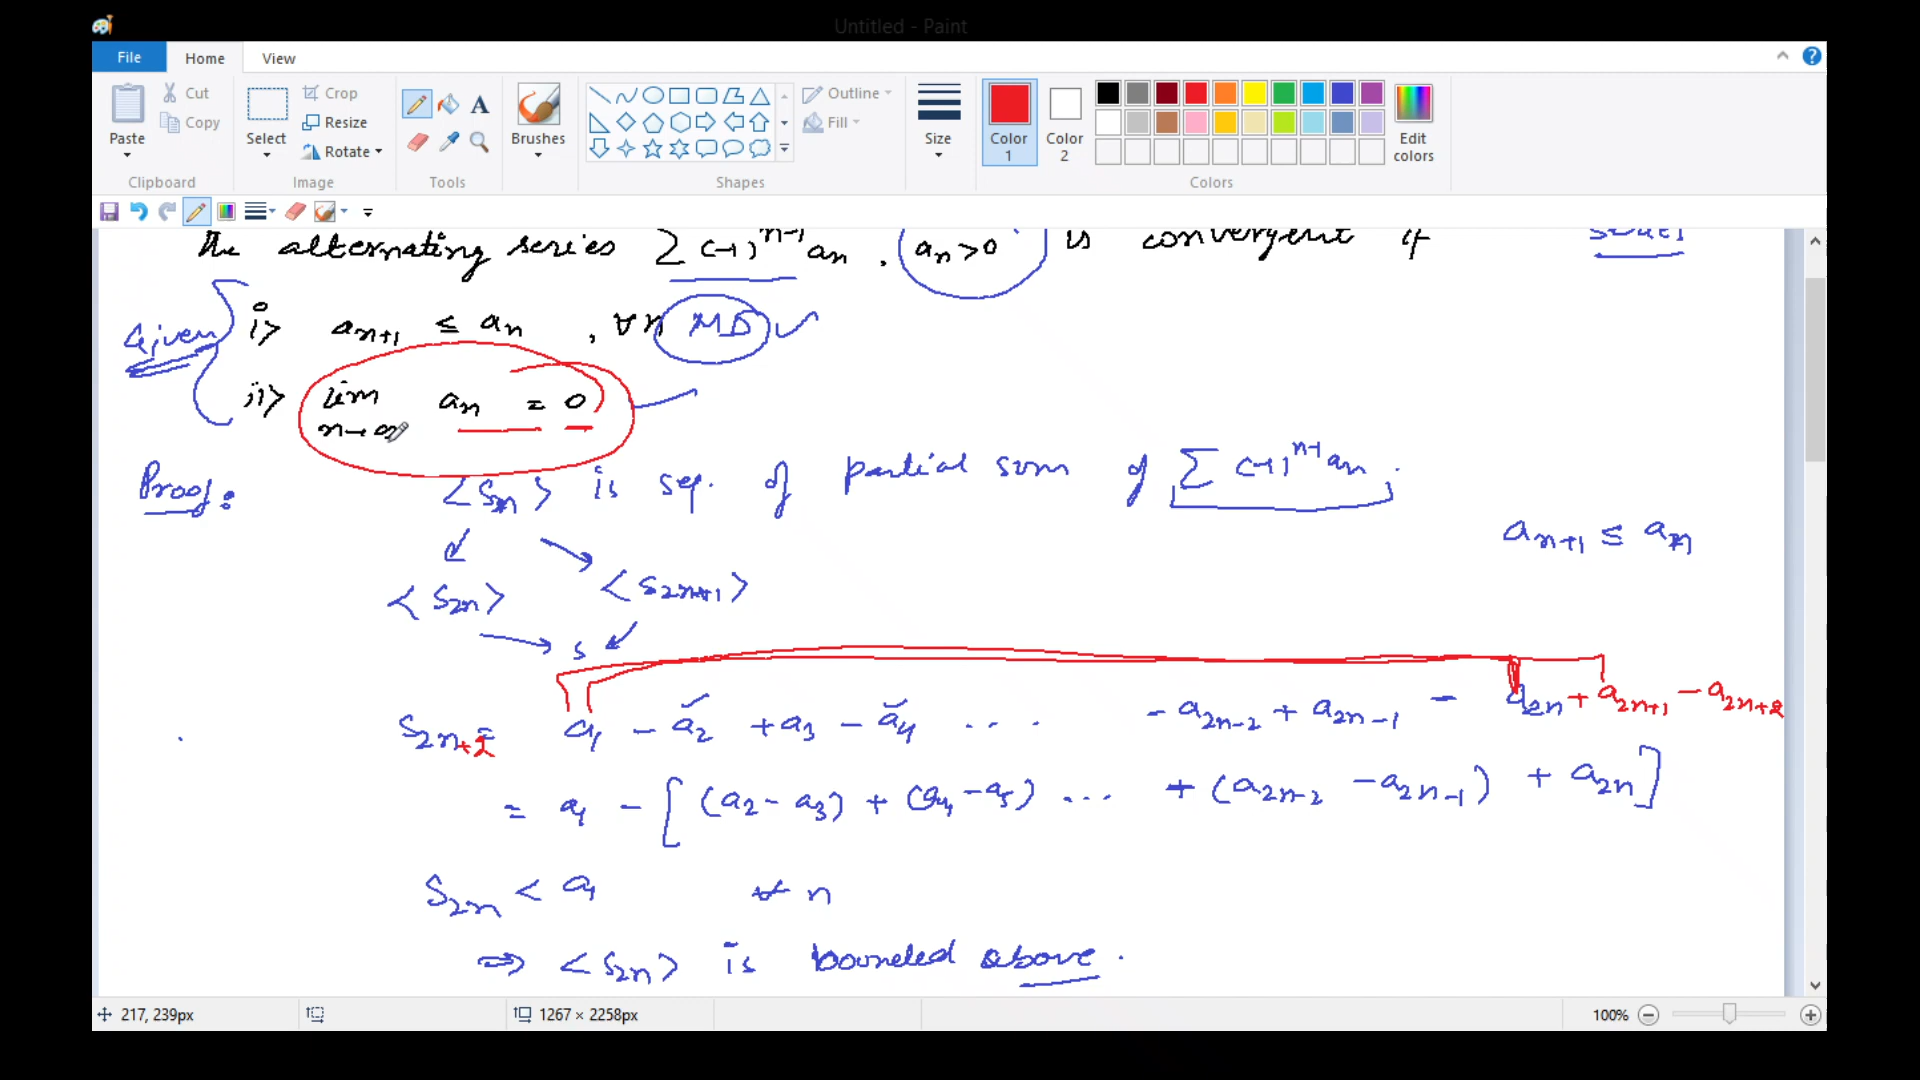 Untitled - Paint
File Home View
Paste Cut Copy Clipboard
Select Crop Resize Rotate Image
A Tools
Brushes
Shapes Outline Fill
Size
Color 1 Color 2 Edit colors Colors
The alternating series ∑ (-1)^{n-1} a_n , a_n > 0 is convergent if series
Given i> a_{n+1} ≤ a_n , ∀ n MD ✓
ii> lim_{n→∞} a_n = 0
Proof: <S_n> is seq. of partial sum of ∑ (-1)^{n-1} a_n .
a_{n+1} ≤ a_n
<S_{2n}> <S_{2n+1}>
→ S
S_{2n+2} = a_1 - a_2 + a_3 - a_4 .... - a_{2n-2} + a_{2n-1} - a_{2n} + a_{2n+1} - a_{2n+2}
= a_1 - [(a_2 - a_3) + (a_4 - a_5) ... + (a_{2n-2} - a_{2n-1}) + a_{2n}]
S_{2n} < a_1 ∀ n
⇒ <S_{2n}> is bounded above .
217, 239px 1267 × 2258px 100%